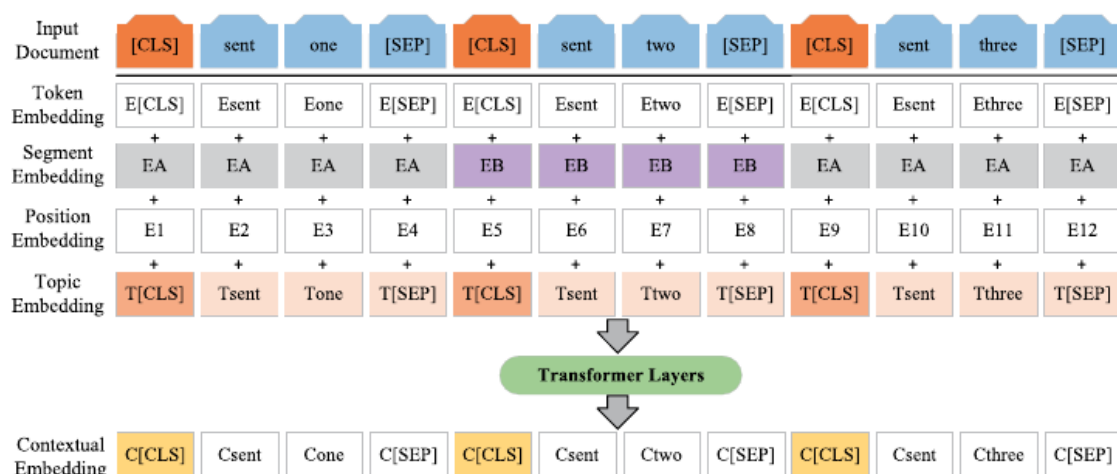 Input Document [CLS] sent one [SEP] [CLS] sent two [SEP] [CLS] sent three [SEP]
Token Embedding E[CLS] Esent Eone E[SEP] E[CLS] Esent Etwo E[SEP] E[CLS] Esent Ethree E[SEP]
+ + + + + + + + + + + +
Segment Embedding EA EA EA EA EB EB EB EB EA EA EA EA
+ + + + + + + + + + + +
Position Embedding E1 E2 E3 E4 E5 E6 E7 E8 E9 E10 E11 E12
+ + + + + + + + + + + +
Topic Embedding T[CLS] Tsent Tone T[SEP] T[CLS] Tsent Ttwo T[SEP] T[CLS] Tsent Tthree T[SEP]
Transformer Layers
Contextual Embedding C[CLS] Csent Cone C[SEP] C[CLS] Csent Ctwo C[SEP] C[CLS] Csent Cthree C[SEP]